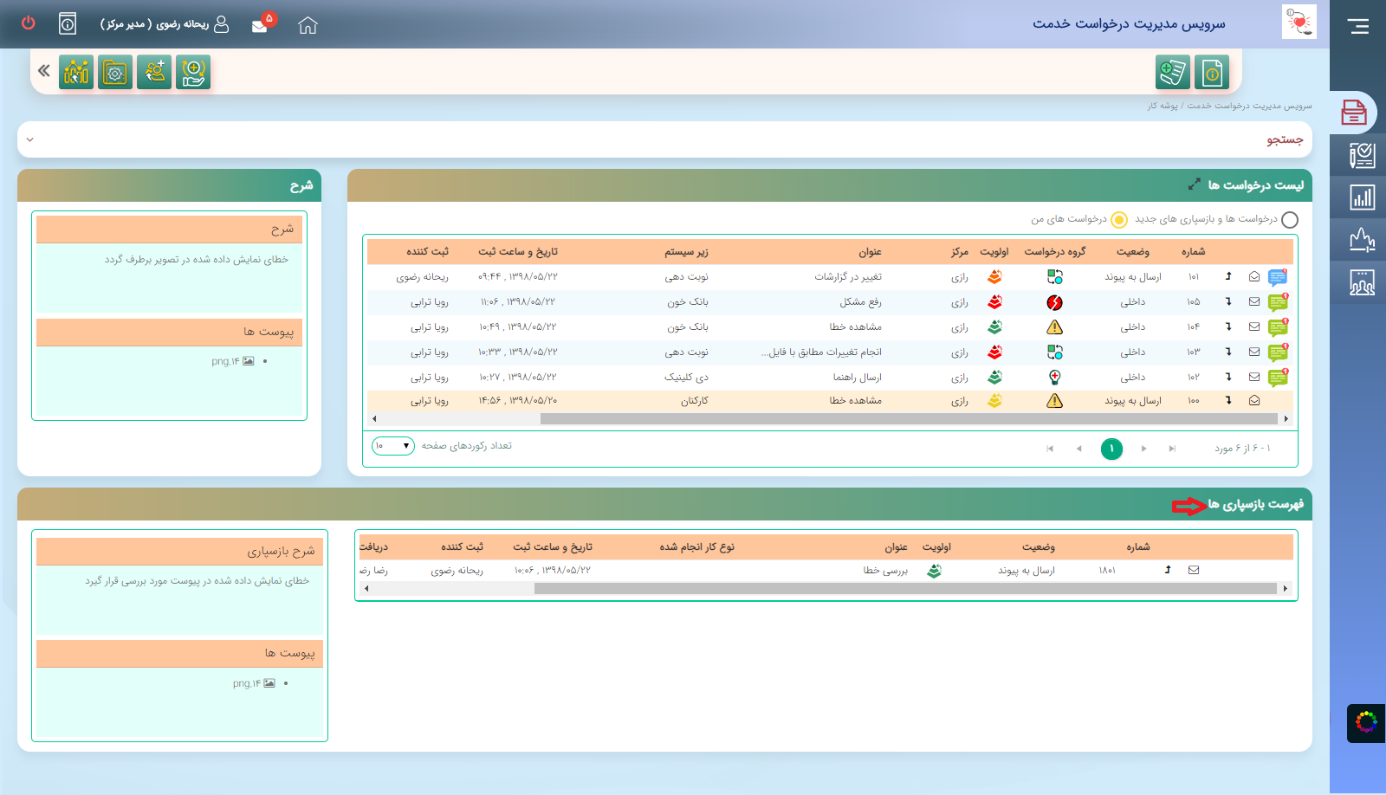 سرویس مدیریت درخواست خدمت
۵
ریحانه رضوی ( مدیر مرکز )
سرویس مدیریت درخواست خدمت / پوشه کار
جستجو
لیست درخواست ها
درخواست ها و بازسپاری های جدید درخواست های من
شماره وضعیت گروه درخواست اولویت مرکز عنوان زیر سیستم تاریخ و ساعت ثبت ثبت کننده
۱۰۱ ارسال به پیوند رازی تغییر در گزارشات نوبت دهی ۱۳۹۸/۰۵/۲۲ , ۰۹:۴۴ ریحانه رضوی
۱۰۵ داخلی رازی رفع مشکل بانک خون ۱۳۹۸/۰۵/۲۲ , ۱۱:۰۶ رویا ترابی
۱۰۴ داخلی رازی مشاهده خطا بانک خون ۱۳۹۸/۰۵/۲۲ , ۱۰:۴۹ رویا ترابی
۱۰۳ داخلی رازی انجام تغییرات مطابق با فایل... نوبت دهی ۱۳۹۸/۰۵/۲۲ , ۱۰:۳۳ رویا ترابی
۱۰۲ داخلی رازی ارسال راهنما دی کلینیک ۱۳۹۸/۰۵/۲۲ , ۱۰:۲۷ رویا ترابی
۱۰۰ ارسال به پیوند رازی مشاهده خطا کارکنان ۱۳۹۸/۰۵/۲۰ , ۱۴:۵۶ رویا ترابی
۱ - ۶ از ۶ مورد ۱ تعداد رکوردهای صفحه ۱۰
شرح
شرح
خطای نمایش داده شده در تصویر برطرف گردد
پیوست ها
۱۴.png
فهرست بازسپاری ها
شماره وضعیت اولویت عنوان نوع کار انجام شده تاریخ و ساعت ثبت ثبت کننده دریافت
۱۸۰۱ ارسال به پیوند بررسی خطا ۱۳۹۸/۰۵/۲۲ , ۱۰:۰۶ ریحانه رضوی رضا رض
شرح بازسپاری
خطای نمایش داده شده در پیوست مورد بررسی قرار گیرد
پیوست ها
۱۴.png